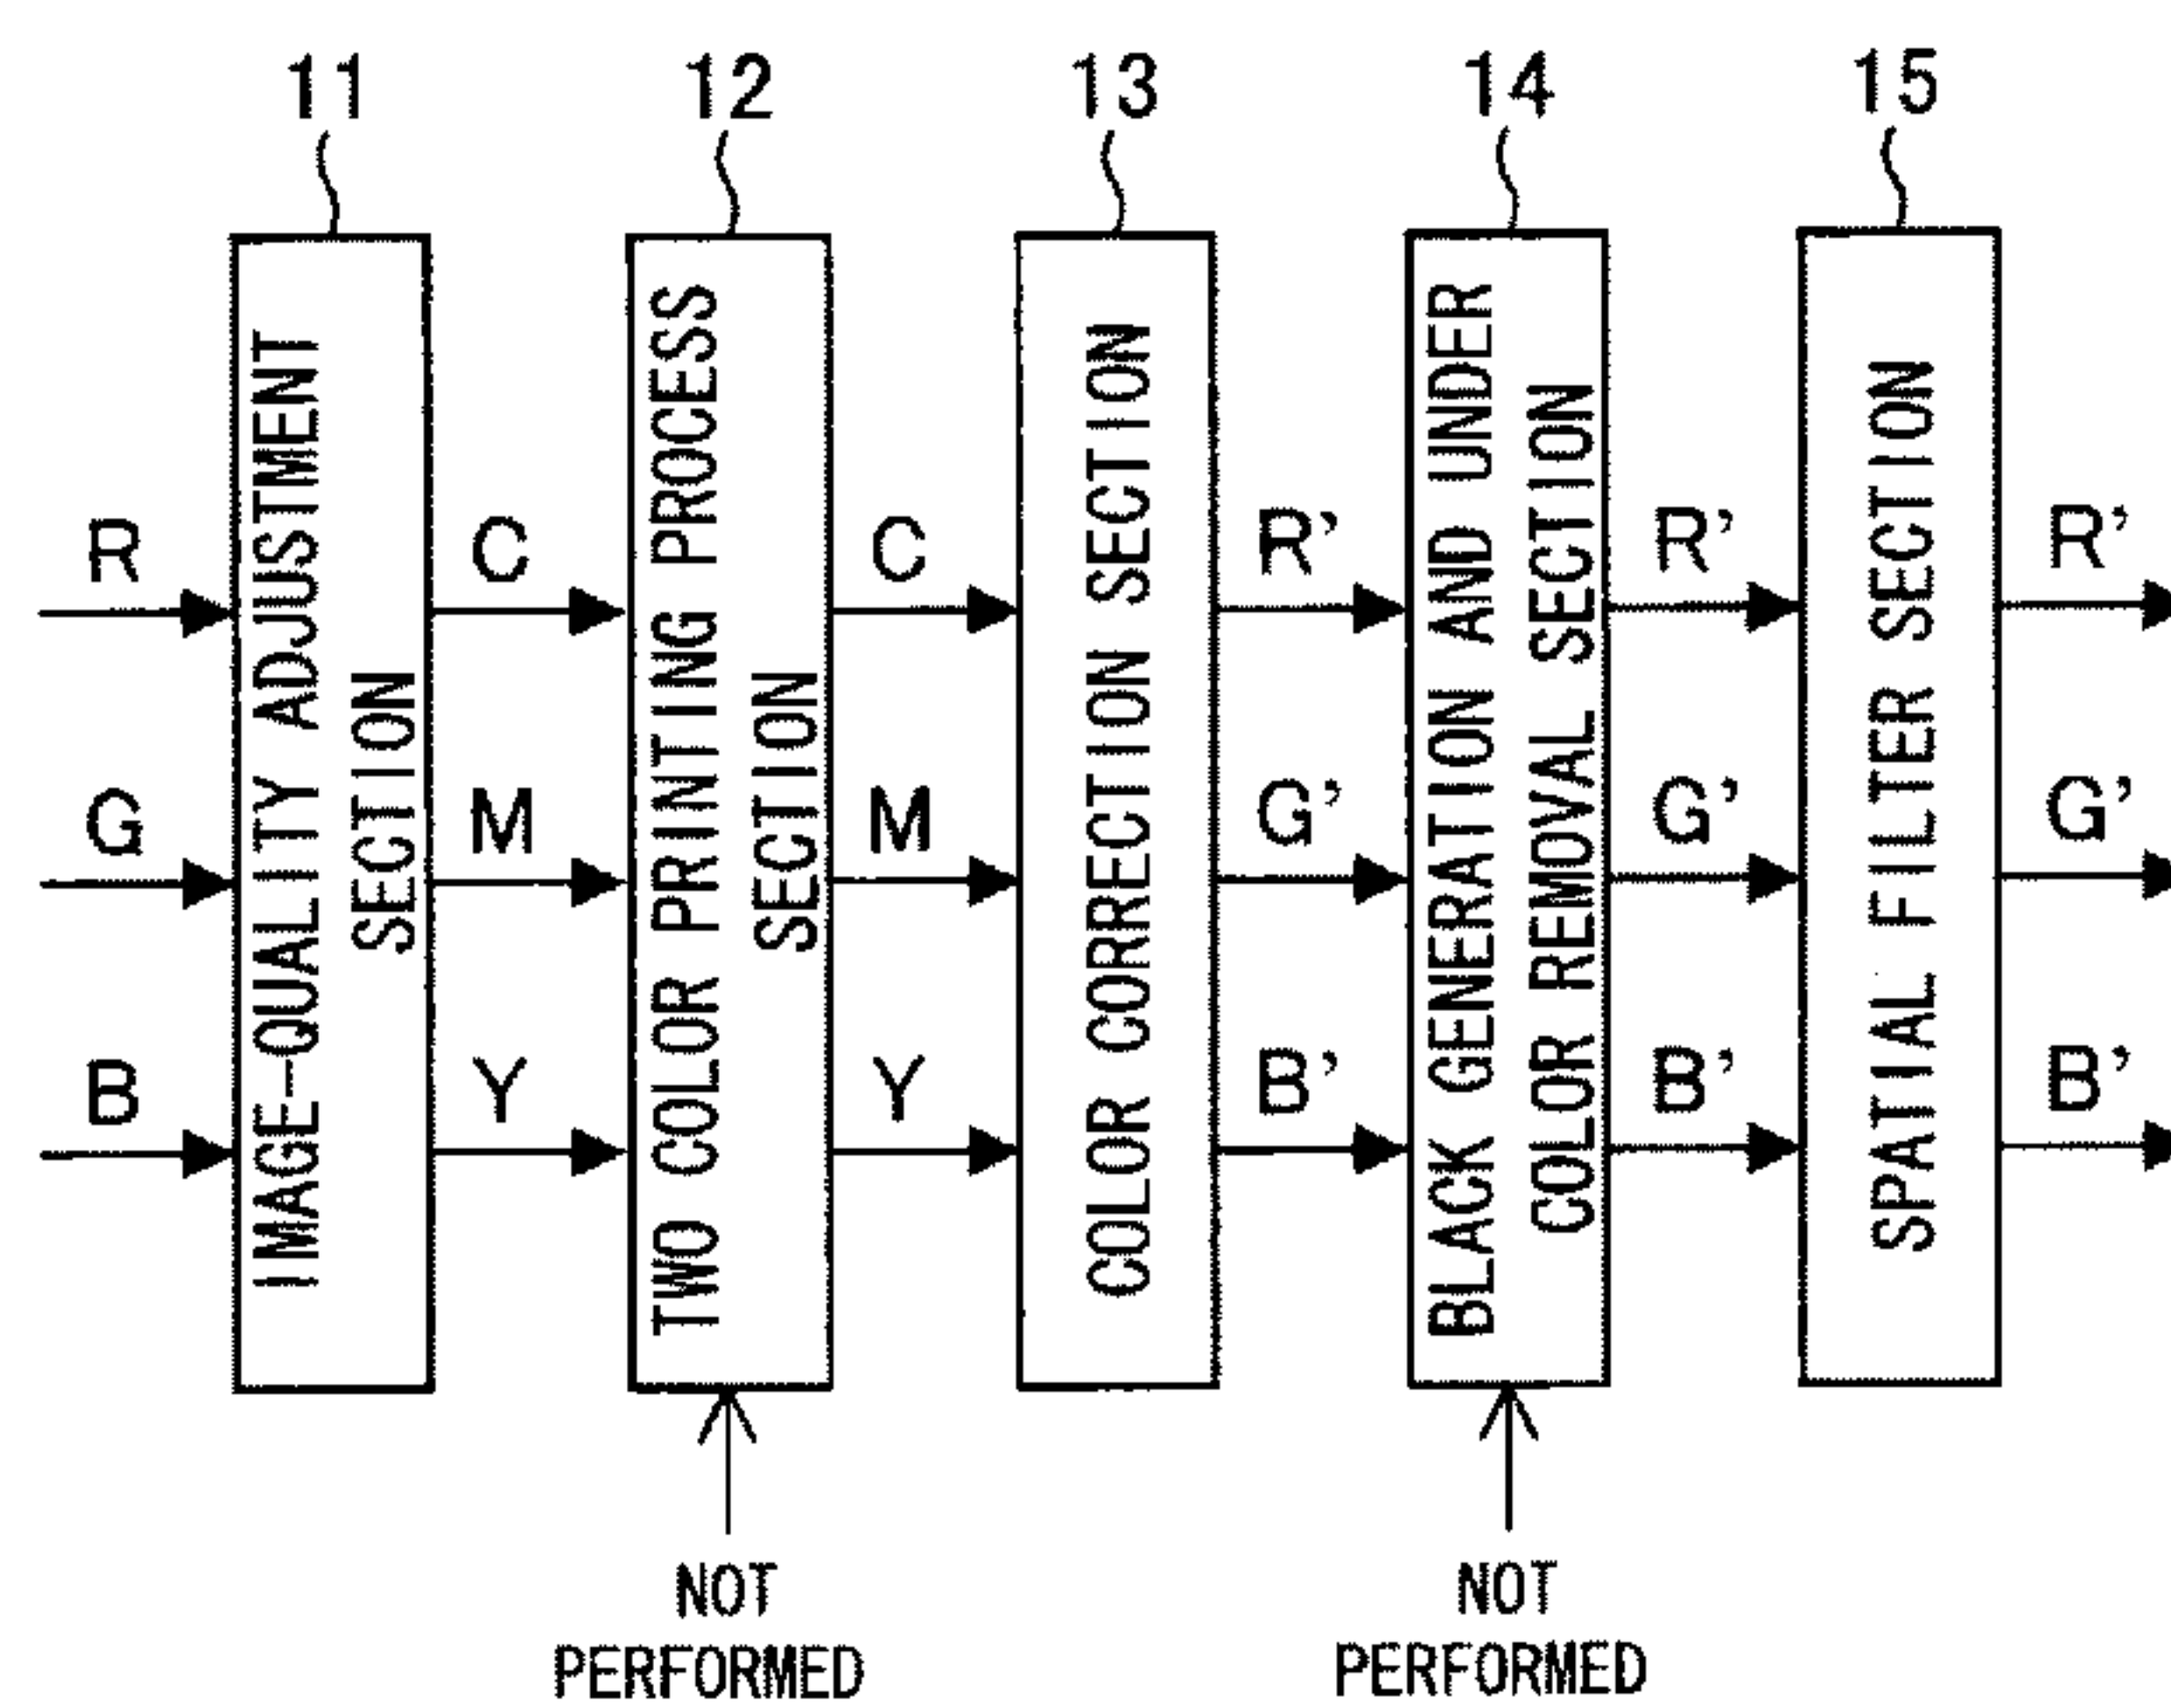 11
12
13
14
15
IMAGE-QUALITY ADJUSTMENT
SECTION
TWO COLOR PRINTING PROCESS
SECTION
COLOR CORRECTION SECTION
BLACK GENERATION AND UNDER
COLOR REMOVAL SECTION
SPATIAL FILTER SECTION
R
C
C
R'
R'
R'
G
M
M
G'
G'
G'
B
Y
Y
B'
B'
B'
NOT
PERFORMED
NOT
PERFORMED